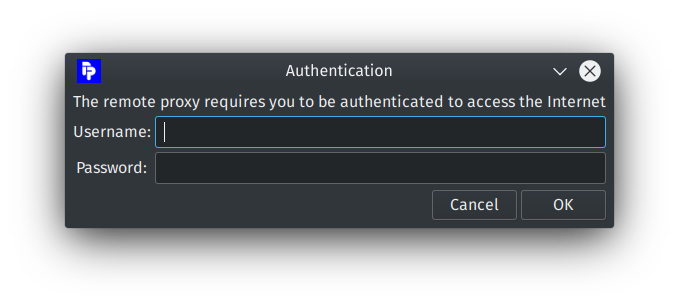 Authentication
The remote proxy requires you to be authenticated to access the Internet
Username:
Password:
Cancel OK